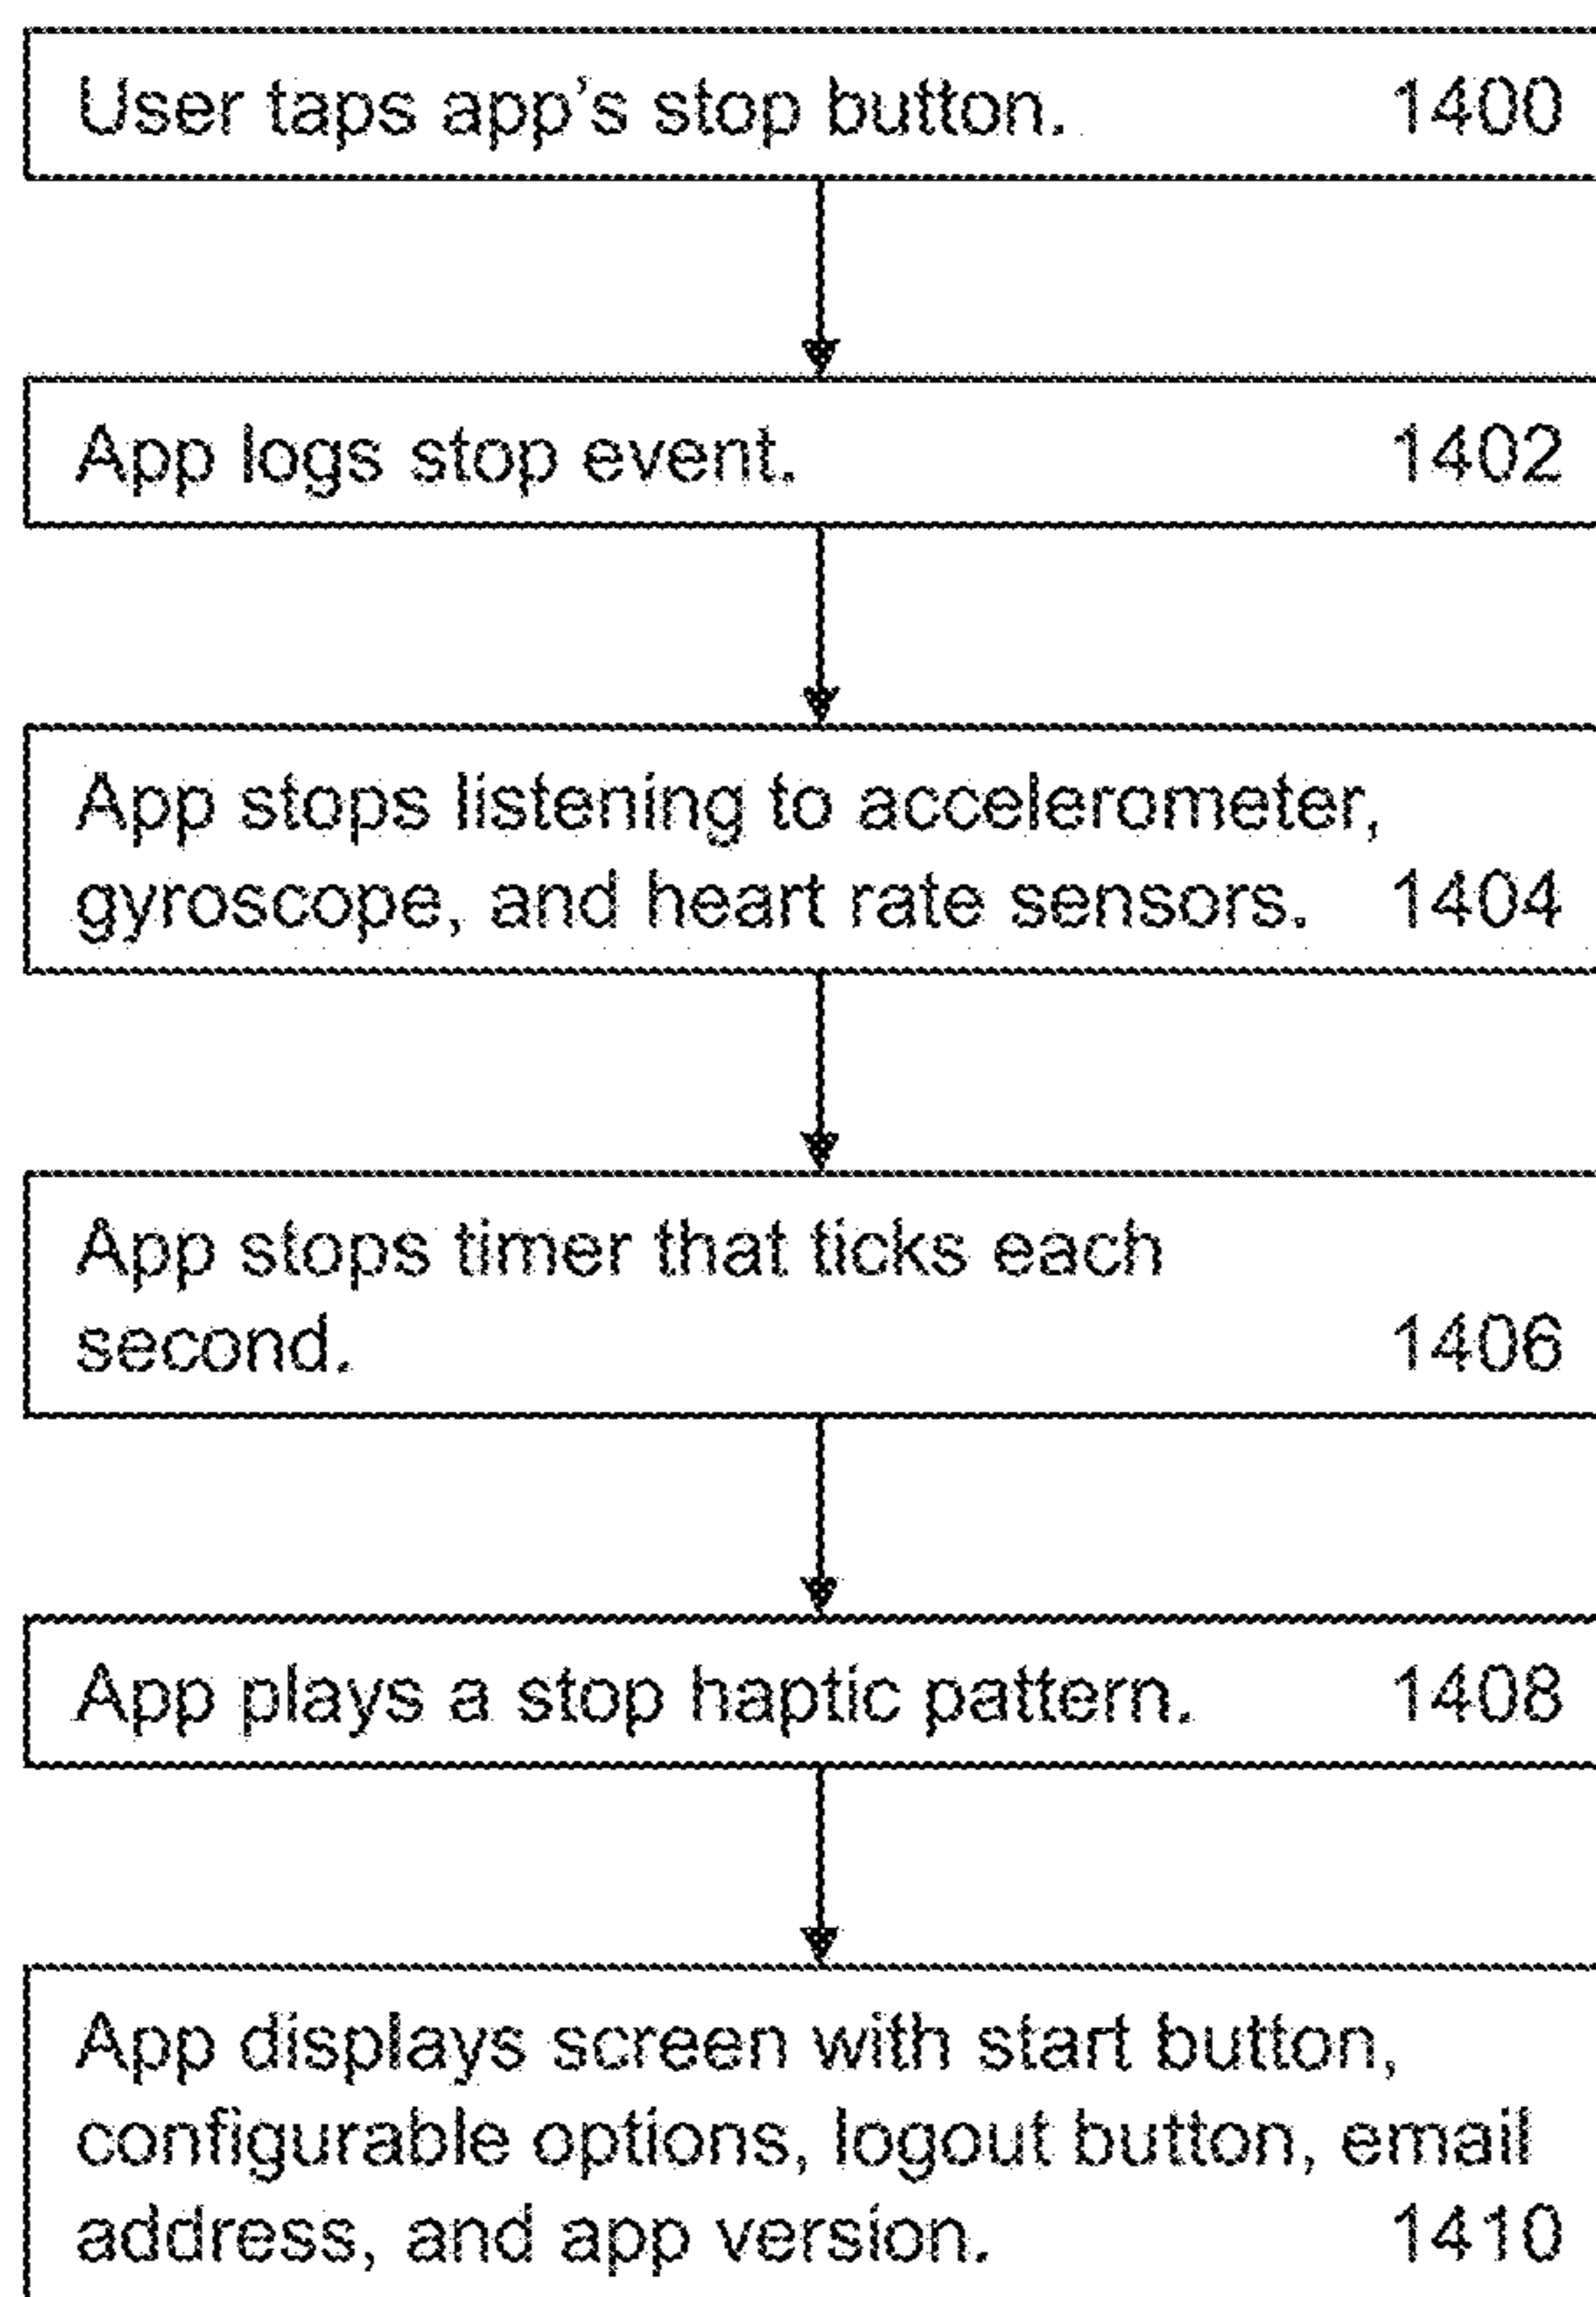 User taps app's stop button. 1400
App logs stop event. 1402
App stops listening to accelerometer,
gyroscope, and heart rate sensors. 1404
App stops timer that ticks each
second. 1406
App plays a stop haptic pattern. 1408
App displays screen with start button,
configurable options, logout button, email
address, and app version. 1410